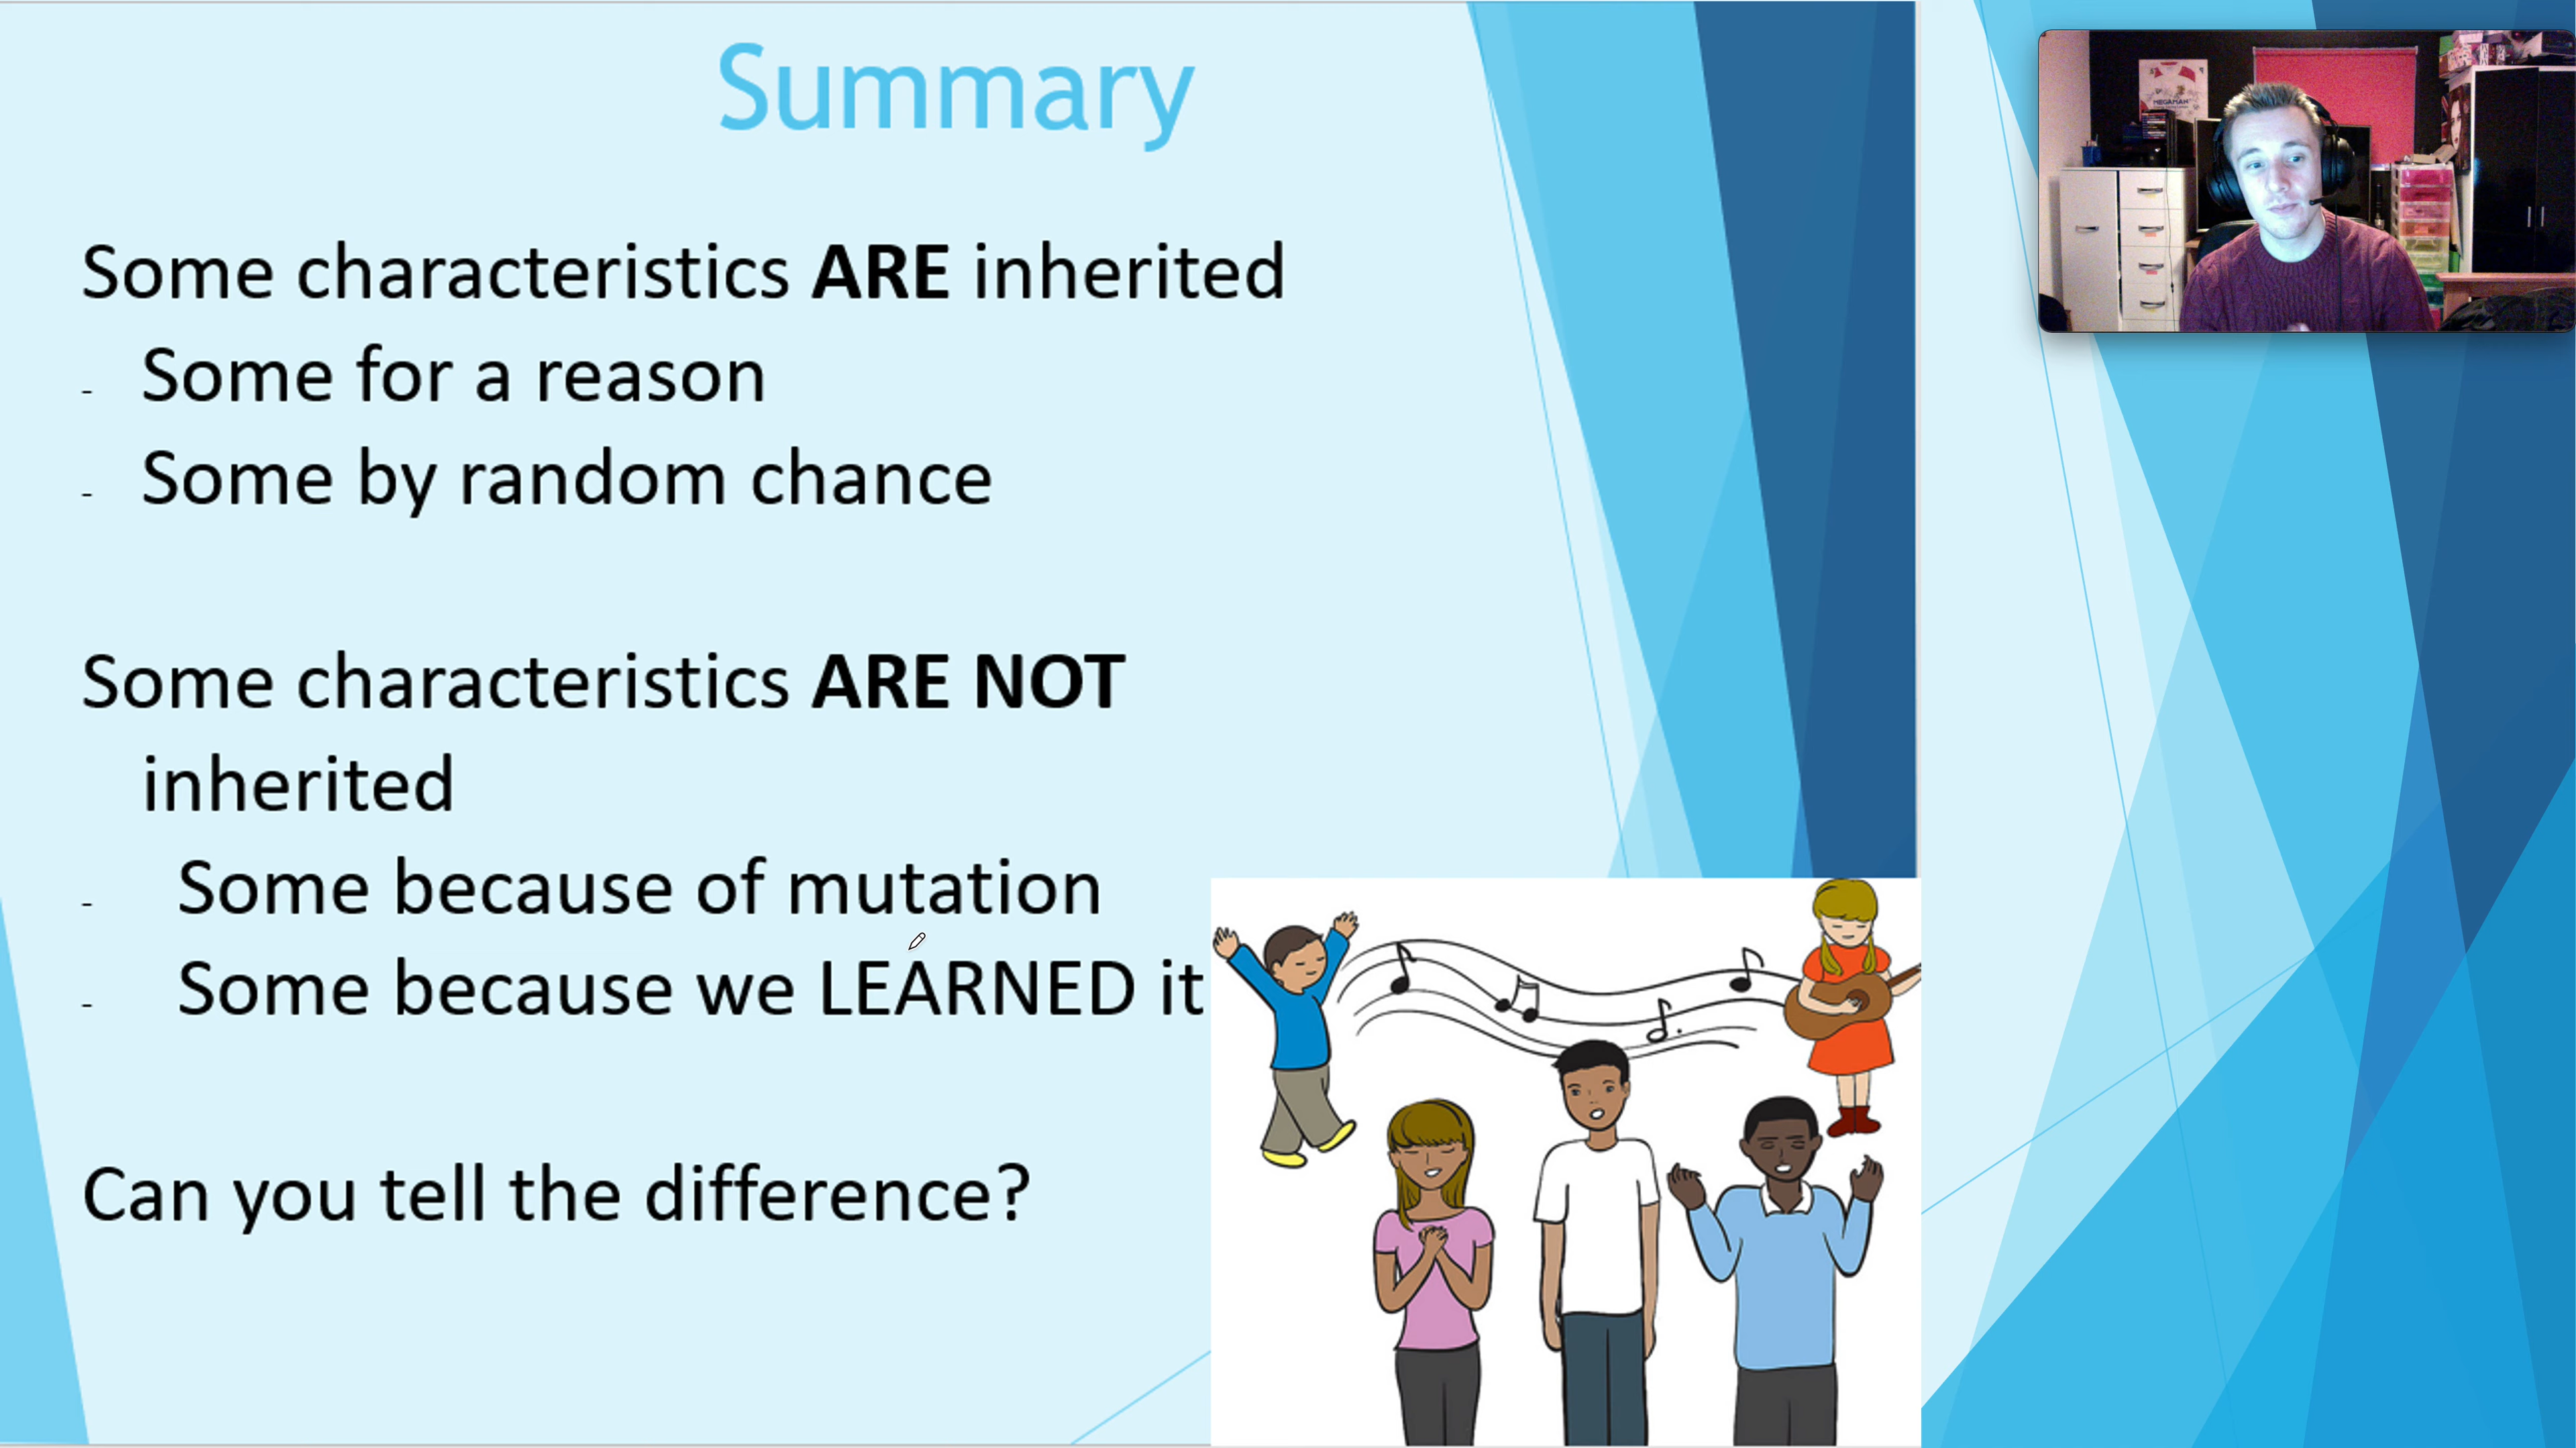 Summary
Some characteristics ARE inherited
- Some for a reason
- Some by random chance
Some characteristics ARE NOT
inherited
- Some because of mutation
- Some because we LEARNED it
Can you tell the difference?
MEGAMAN